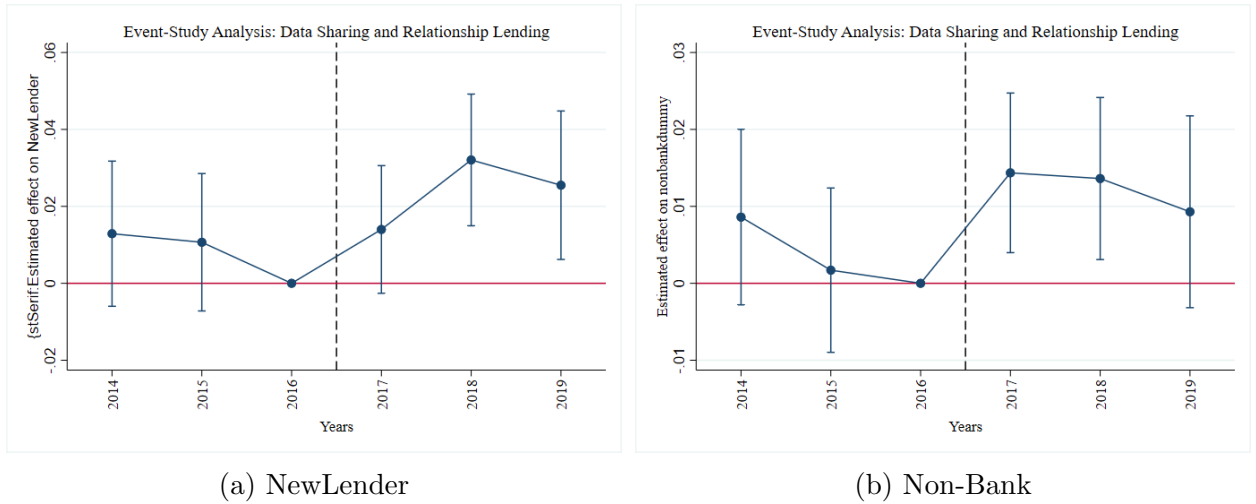 Event-Study Analysis: Data Sharing and Relationship Lending
{stSerif:Estimated effect on NewLender
.06
.04
.02
0
-.02
2014 2015 2016 2017 2018 2019
Years
(a) NewLender
Event-Study Analysis: Data Sharing and Relationship Lending
Estimated effect on nonbankdummy
.03
.02
.01
0
-.01
2014 2015 2016 2017 2018 2019
Years
(b) Non-Bank